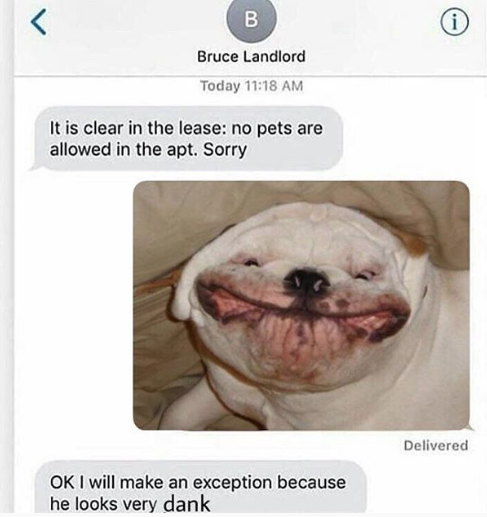 B
Bruce Landlord
Today 11:18 AM
It is clear in the lease: no pets are
allowed in the apt. Sorry
Delivered
OK I will make an exception because
he looks very dank